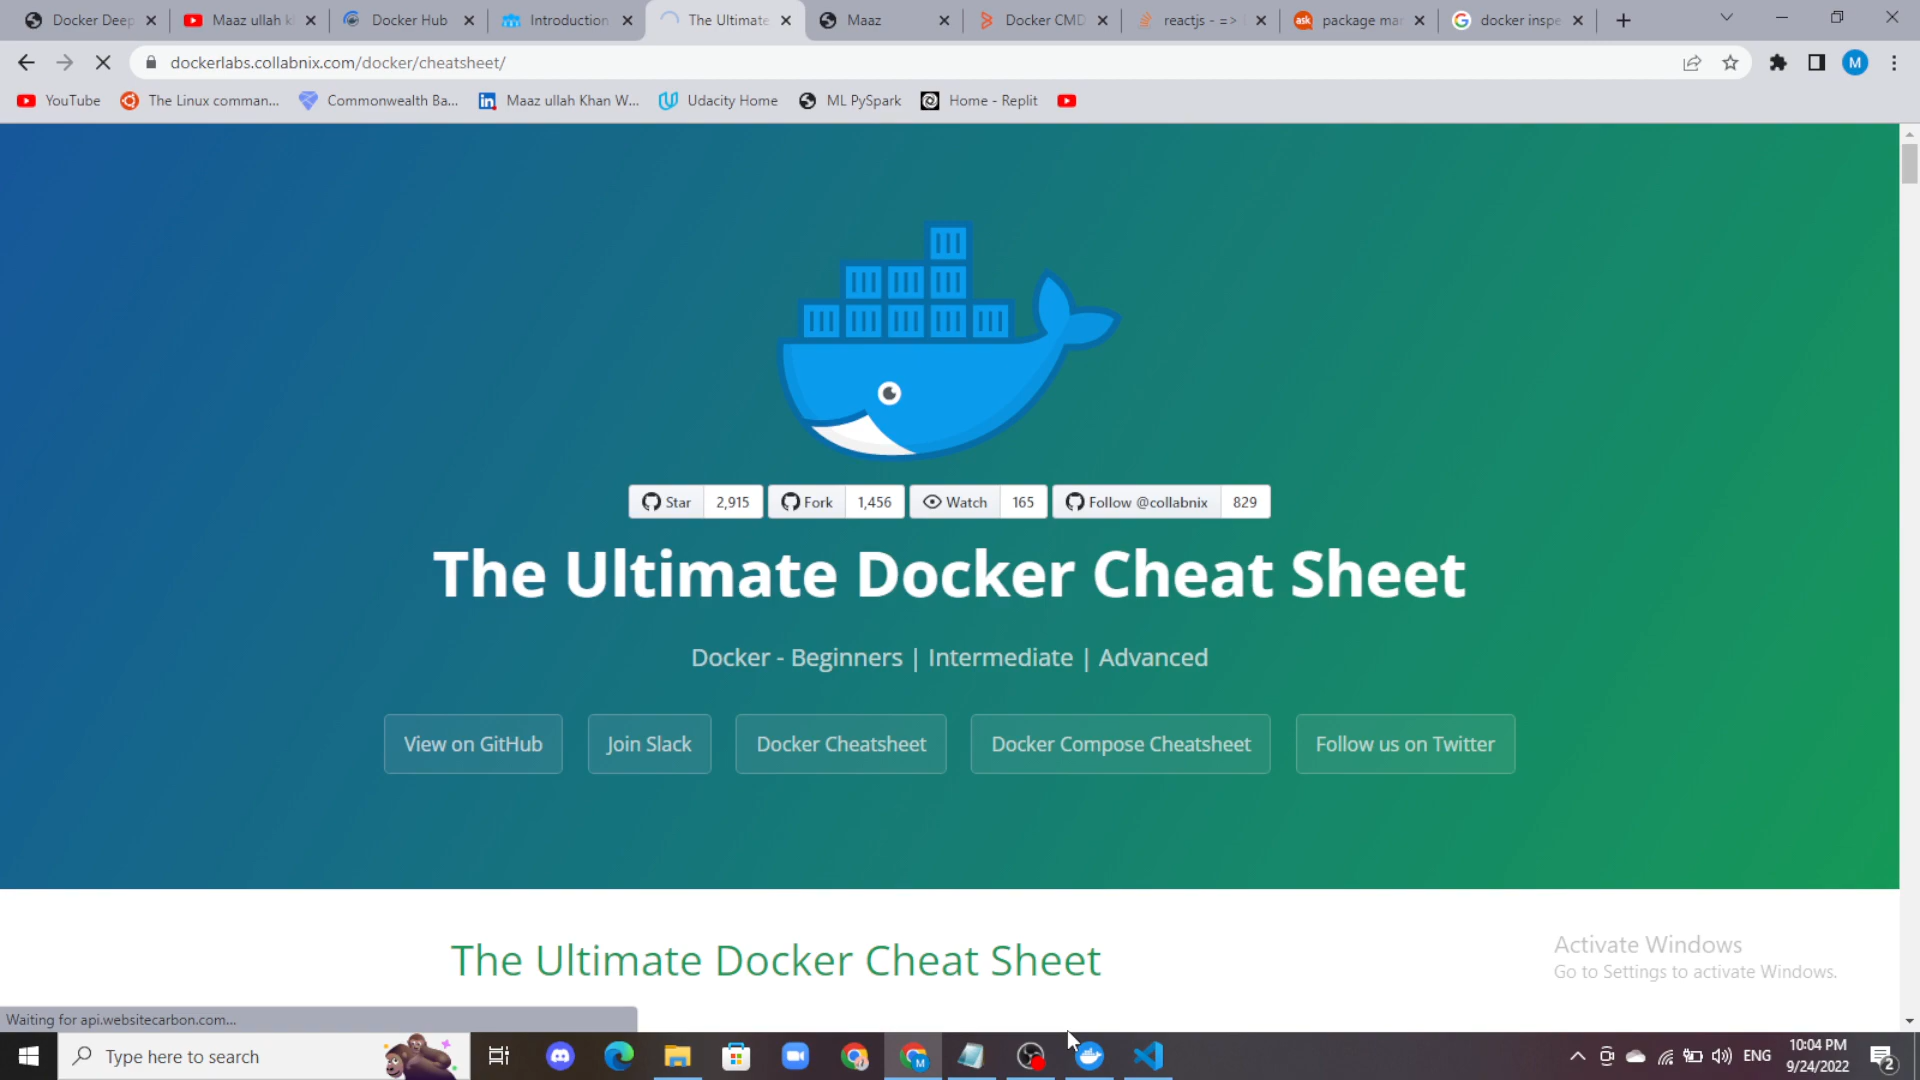 Docker Deep
Maaz ullah k
Docker Hub
Introduction
The Ultimate
Maaz
Docker CMD
reactjs - =>
ask
package mar
docker inspe
dockerlabs.collabnix.com/docker/cheatsheet/
M
YouTube
The Linux comman...
Commonwealth Ba...
Maaz ullah Khan W...
Udacity Home
ML PySpark
Home - Replit
Star 2,915
Fork 1,456
Watch 165
Follow @collabnix 829
The Ultimate Docker Cheat Sheet
Docker - Beginners | Intermediate | Advanced
View on GitHub
Join Slack
Docker Cheatsheet
Docker Compose Cheatsheet
Follow us on Twitter
The Ultimate Docker Cheat Sheet
Activate Windows
Go to Settings to activate Windows.
Waiting for api.websitecarbon.com...
Type here to search
ENG
10:04 PM
9/24/2022
2